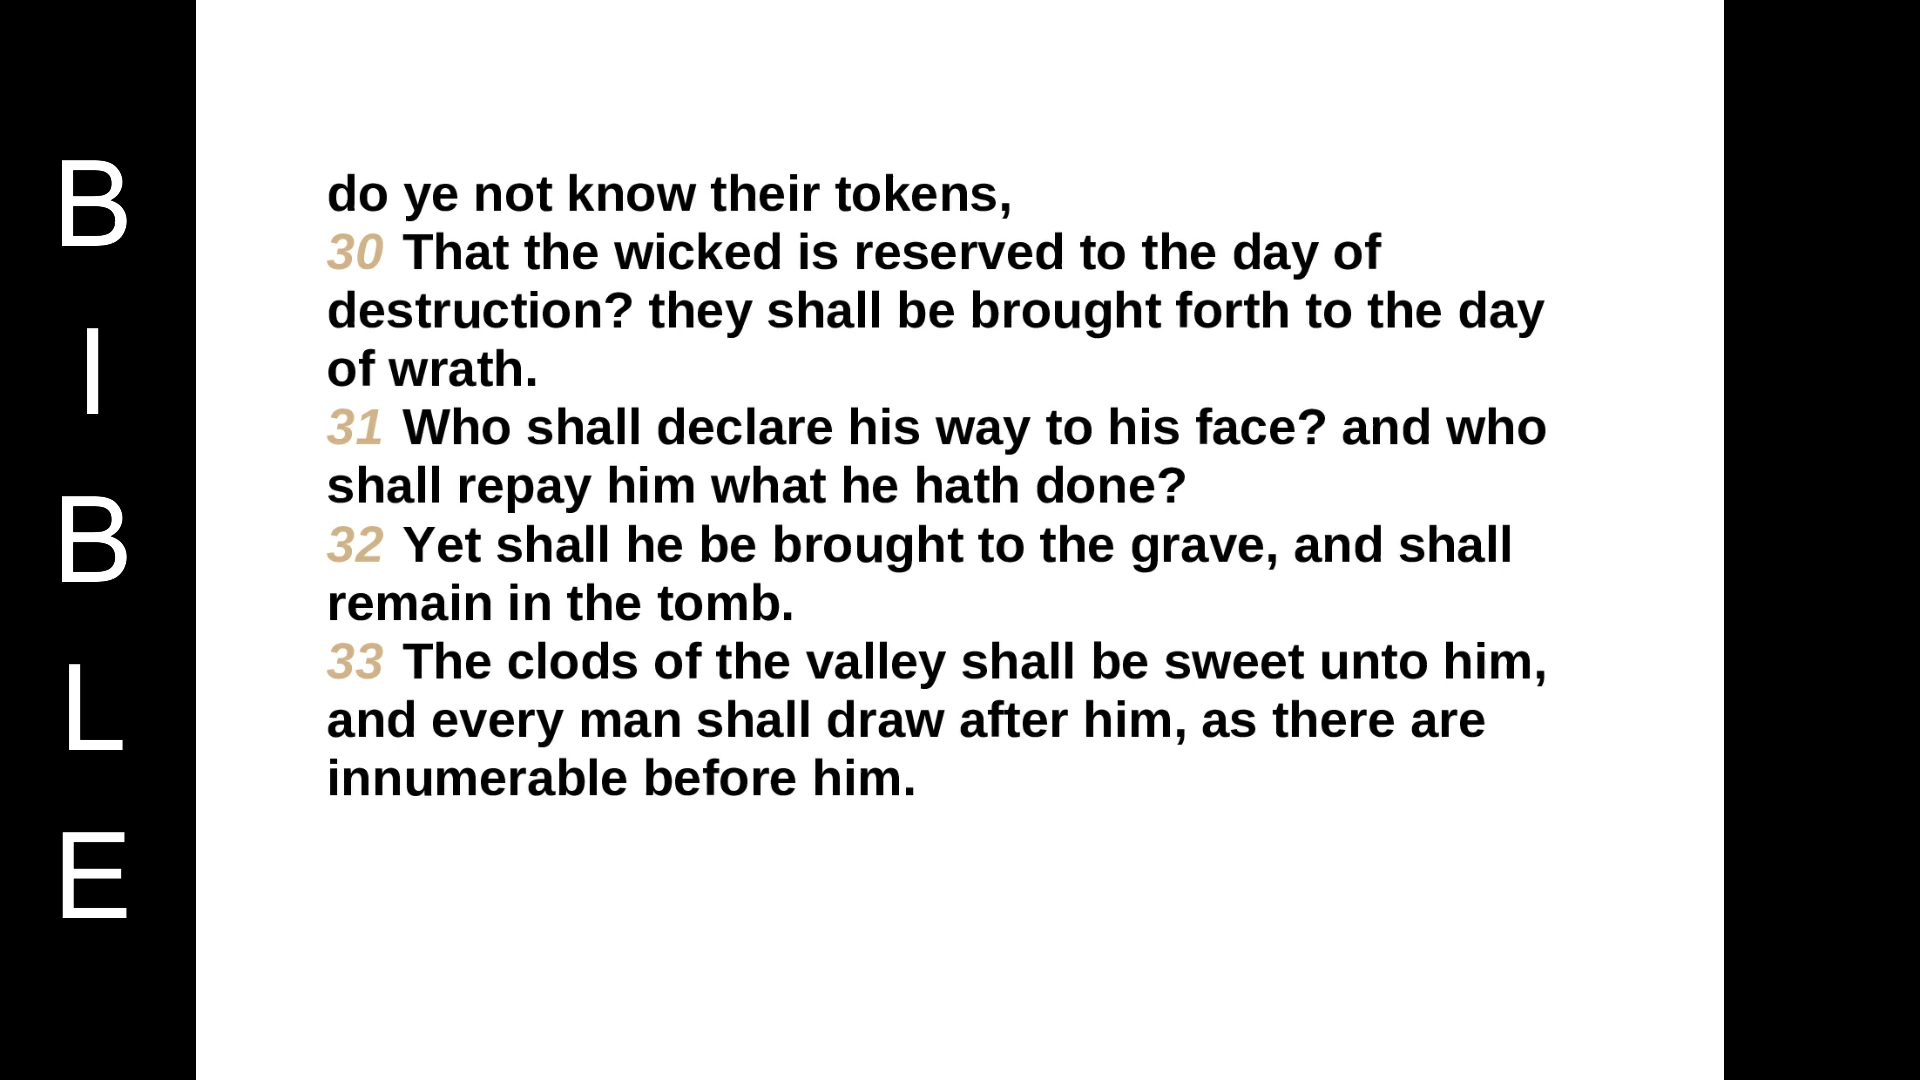 B
I
B
L
E
do ye not know their tokens,
30 That the wicked is reserved to the day of
destruction? they shall be brought forth to the day
of wrath.
31 Who shall declare his way to his face? and who
shall repay him what he hath done?
32 Yet shall he be brought to the grave, and shall
remain in the tomb.
33 The clods of the valley shall be sweet unto him,
and every man shall draw after him, as there are
innumerable before him.